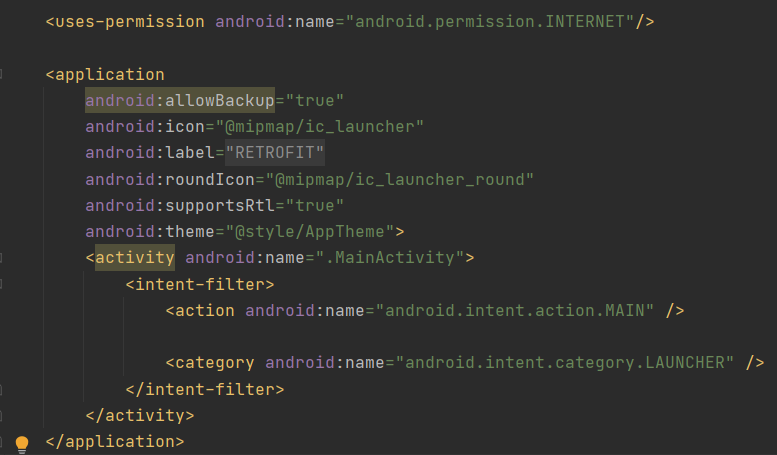 <uses-permission android:name="android.permission.INTERNET"/>
<application
android:allowBackup="true"
android:icon="@mipmap/ic_launcher"
android:label="RETROFIT"
android:roundIcon="@mipmap/ic_launcher_round"
android:supportsRtl="true"
android:theme="@style/AppTheme">
<activity android:name=".MainActivity">
<intent-filter>
<action android:name="android.intent.action.MAIN" />
<category android:name="android.intent.category.LAUNCHER" />
</intent-filter>
</activity>
</application>